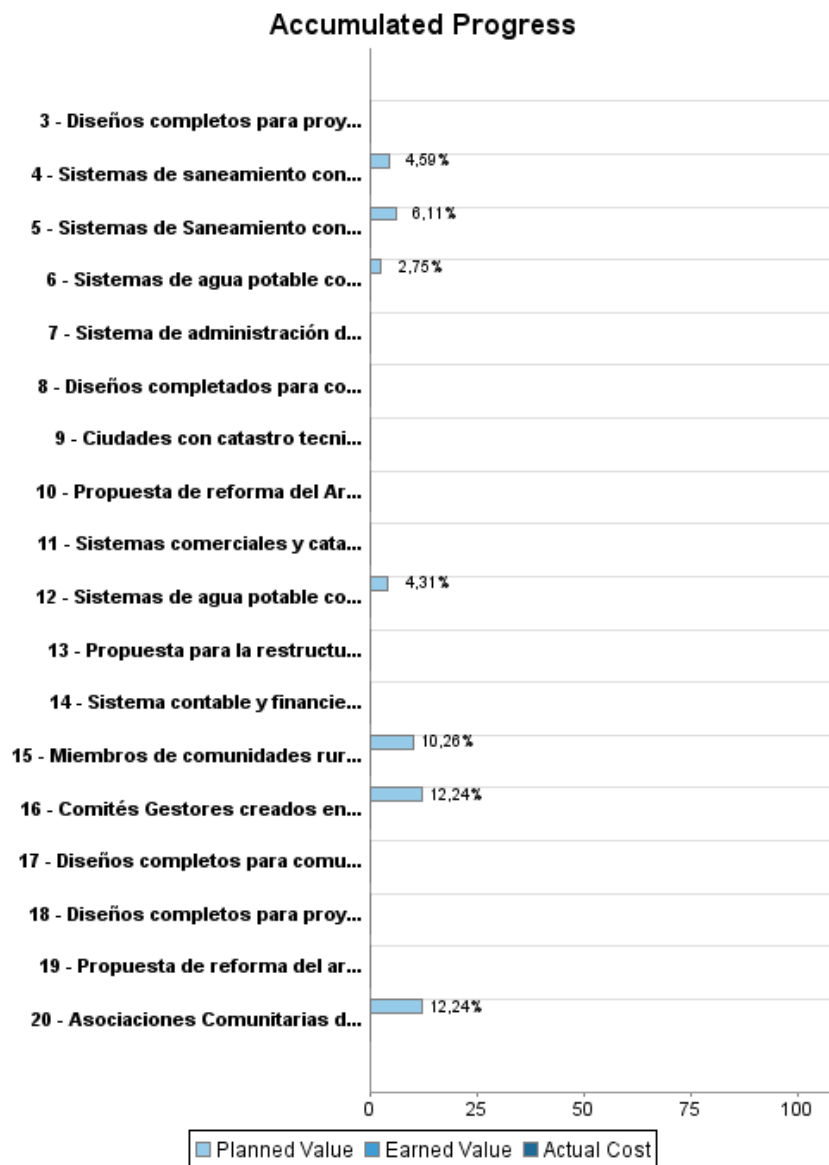 Accumulated Progress
3 - Diseños completos para proy...
4 - Sistemas de saneamiento con...
4,59%
5 - Sistemas de Saneamiento con...
6,11%
6 - Sistemas de agua potable co...
2,75%
7 - Sistema de administración d...
8 - Diseños completados para co...
9 - Ciudades con catastro tecni...
10 - Propuesta de reforma del Ar...
11 - Sistemas comerciales y cata...
12 - Sistemas de agua potable co...
4,31%
13 - Propuesta para la restructu...
14 - Sistema contable y financie...
15 - Miembros de comunidades rur...
10,26%
16 - Comités Gestores creados en...
12,24%
17 - Diseños completos para comu...
18 - Diseños completos para proy...
19 - Propuesta de reforma del ar...
20 - Asociaciones Comunitarias d...
12,24%
0 25 50 75 100
Planned Value Earned Value Actual Cost